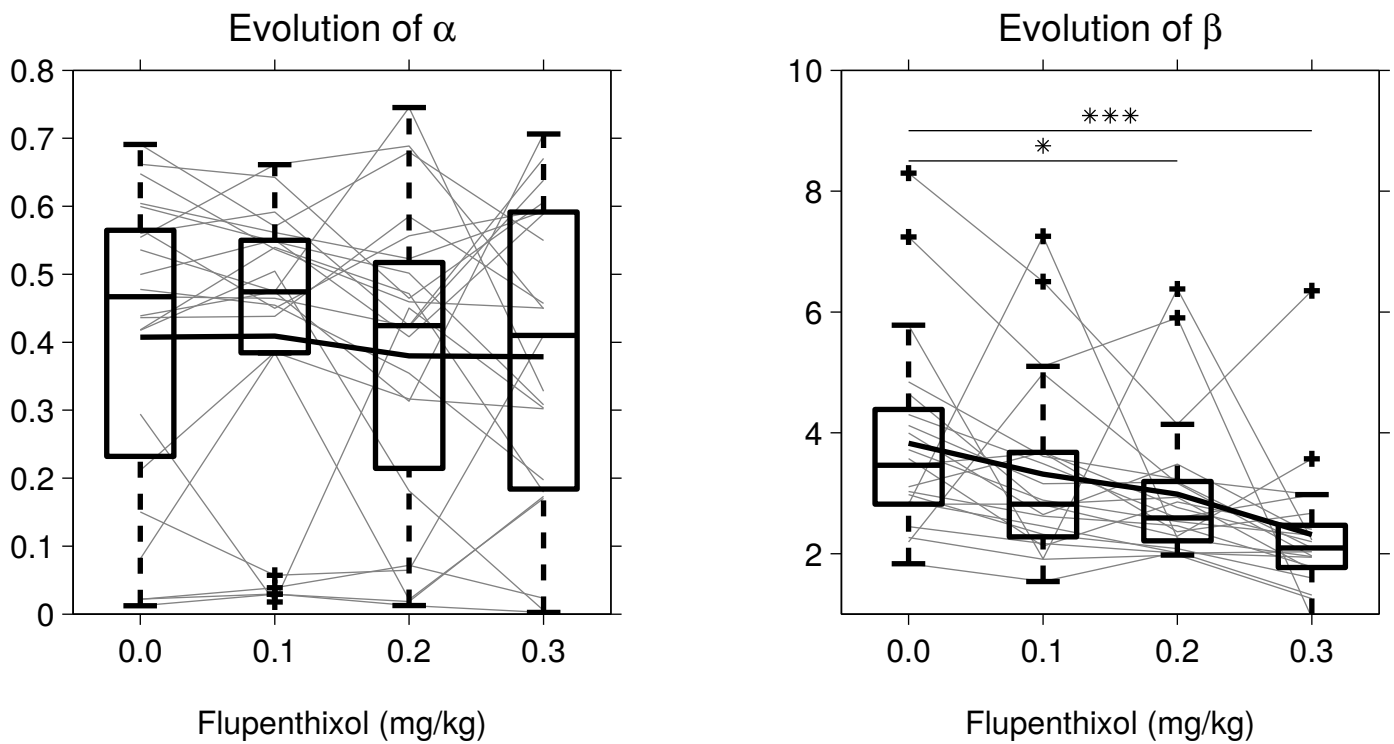 Evolution of α
0.8
0.7
0.6
0.5
0.4
0.3
0.2
0.1
0
0.0 0.1 0.2 0.3
Flupenthixol (mg/kg)
Evolution of β
10
8
6
4
2
***
*
0.0 0.1 0.2 0.3
Flupenthixol (mg/kg)